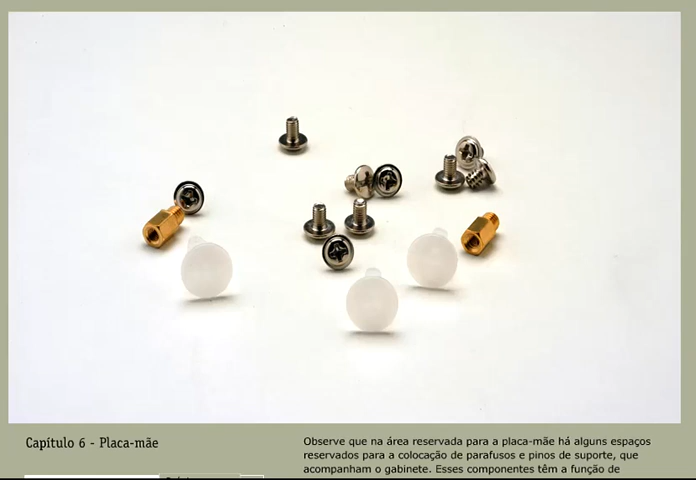 Capítulo 6 - Placa-mãe
Observe que na área reservada para a placa-mãe há alguns espaços
reservados para a colocação de parafusos e pinos de suporte, que
acompanham o gabinete. Esses componentes têm a função de